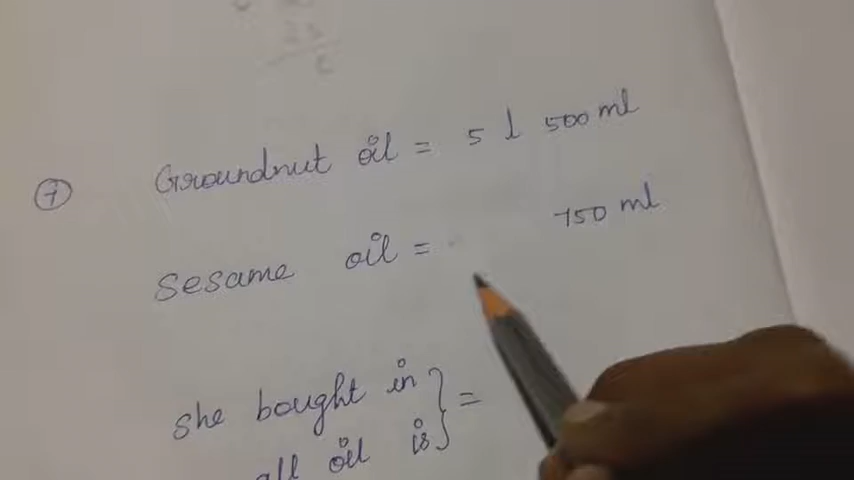 ⑦ Groundnut oil = 5 l 500 ml
Sesame oil = 750 ml
She bought in } =
all oil is